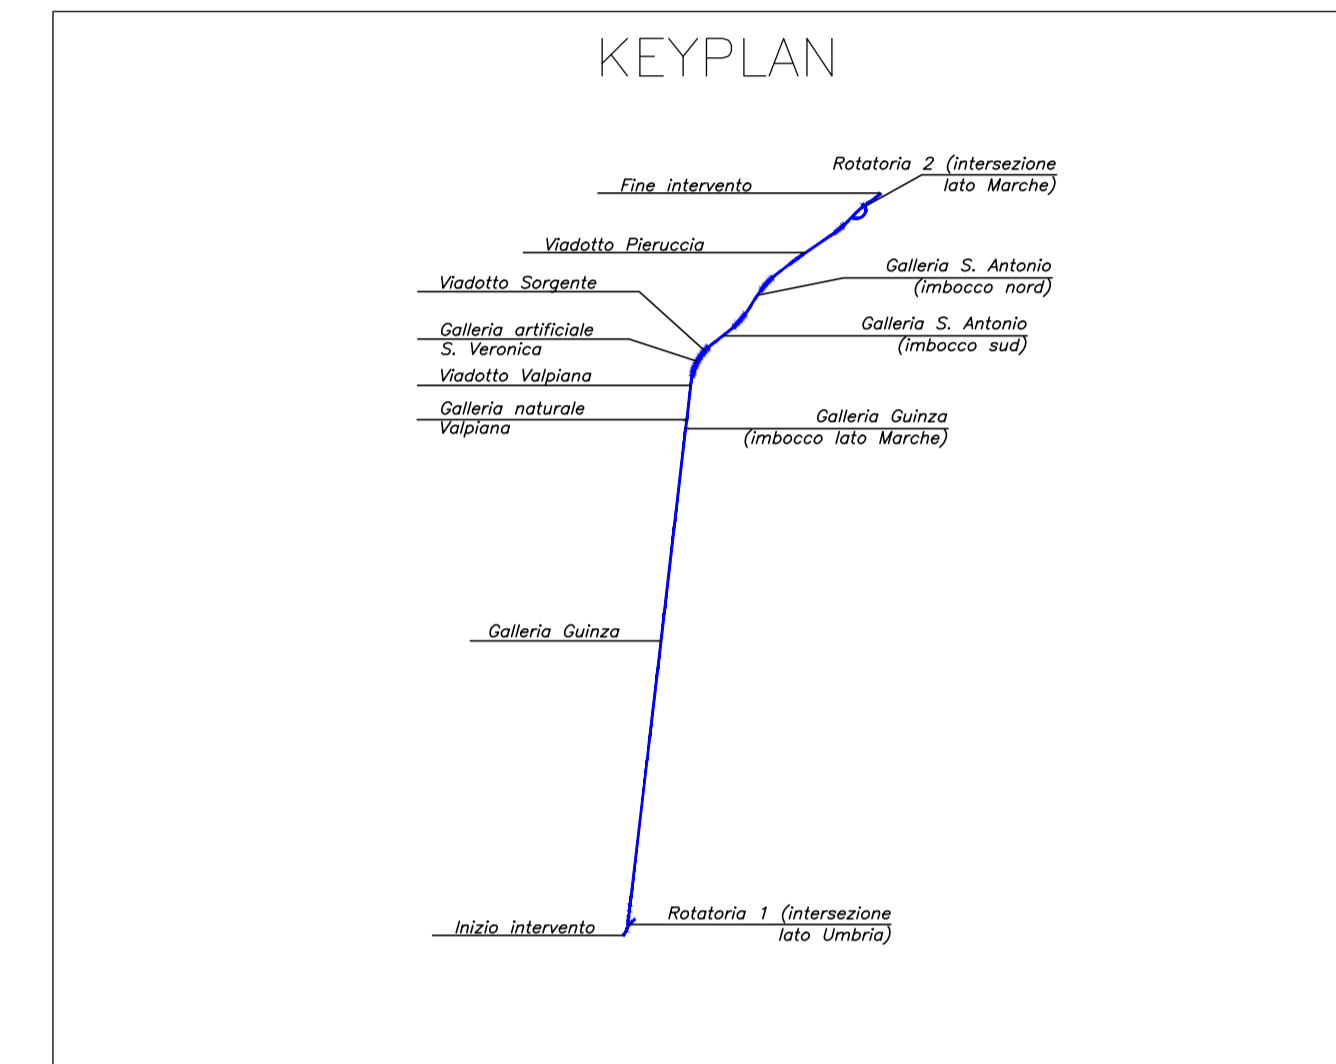 KEYPLAN
Rotatoria 2 (intersezione
lato Marche)
Fine intervento
Viadotto Pieruccia
Galleria S. Antonio
(imbocco nord)
Viadotto Sorgente
Galleria S. Antonio
(imbocco sud)
Galleria artificiale
S. Veronica
Viadotto Valpiana
Galleria naturale
Valpiana
Galleria Guinza
(imbocco lato Marche)
Galleria Guinza
Rotatoria 1 (intersezione
lato Umbria)
Inizio intervento